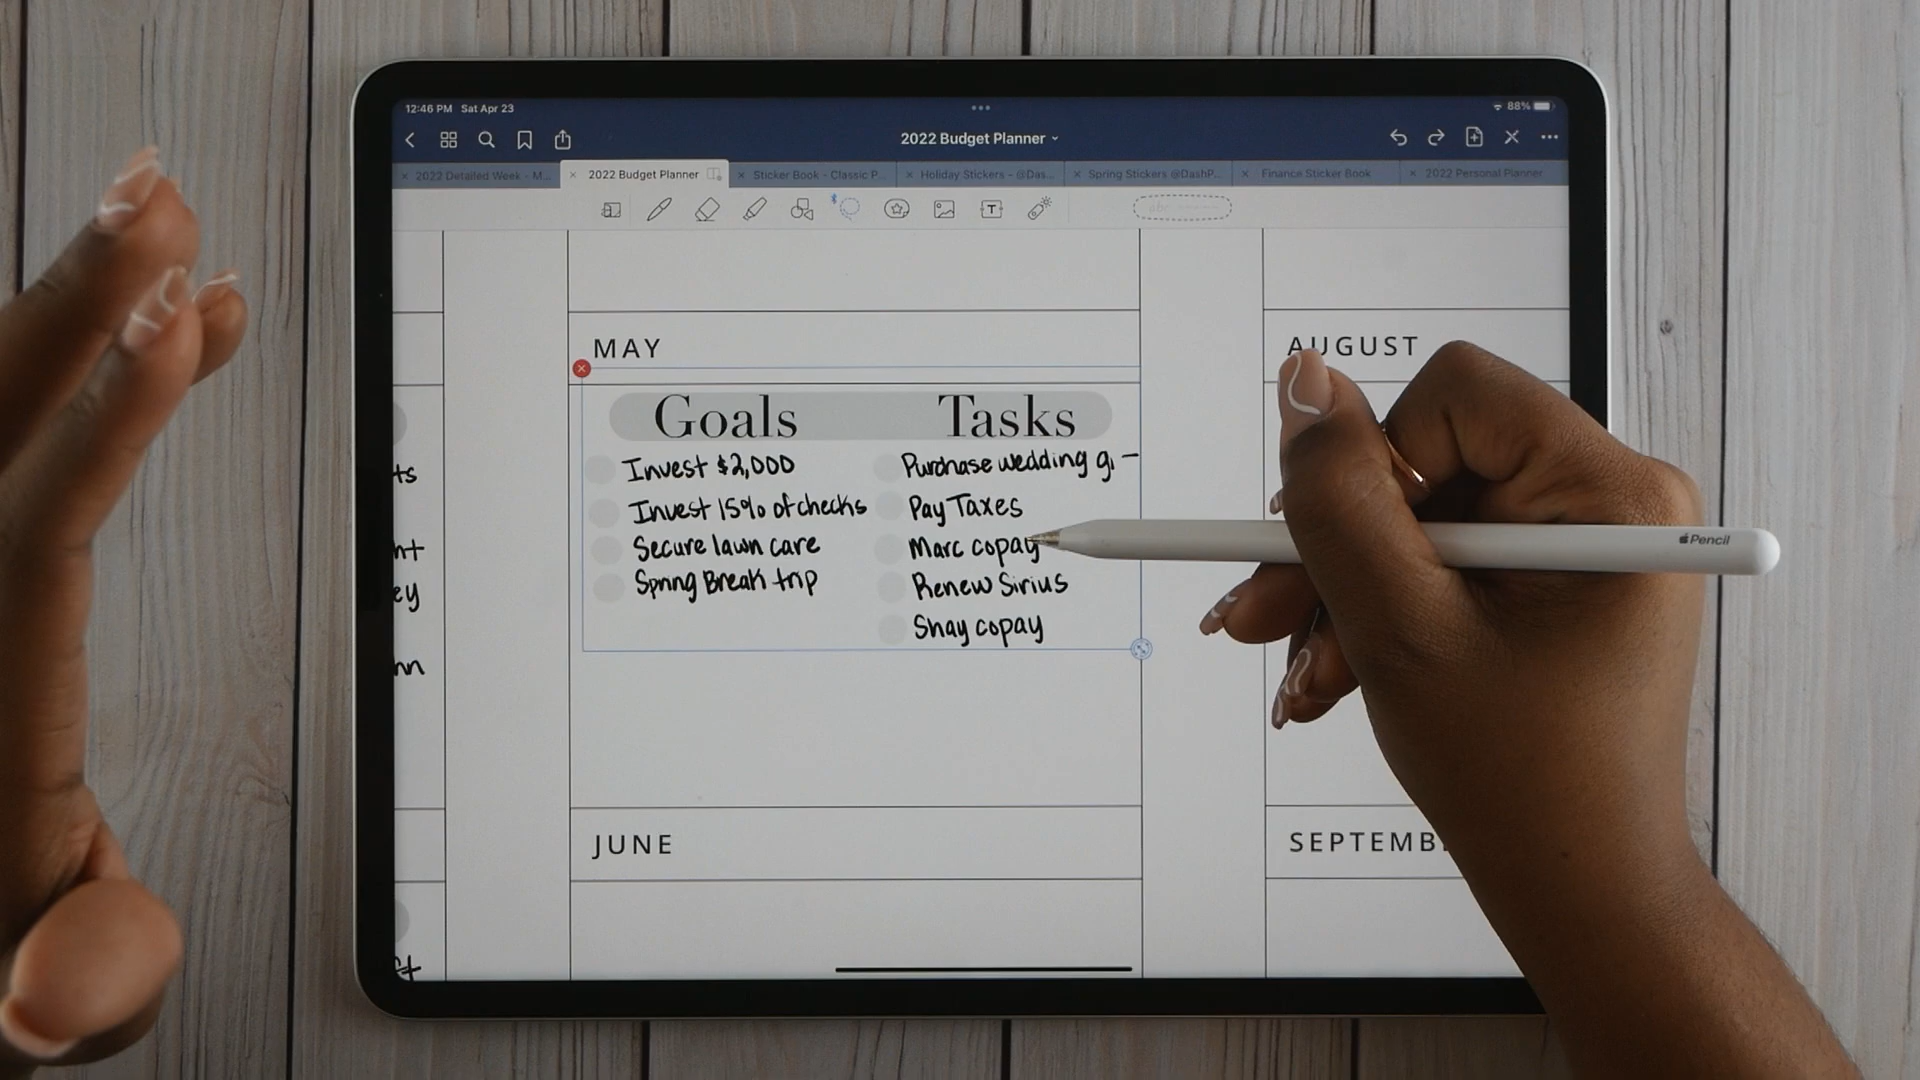 12:46 PM Sat Apr 23
88%
2022 Budget Planner
2022 Detailed Week - M...
2022 Budget Planner
Sticker Book - Classic P...
Holiday Stickers - @Das...
Spring Stickers @DashP...
Finance Sticker Book
2022 Personal Planner
MAY
AUGUST
Goals
Tasks
Invest $2,000
Invest 15% of checks
Secure lawn care
Spring Break trip
Purchase wedding
Pay Taxes
Marc copay
Renew Sirius
Shay copay
ts
ht
ey
JUNE
SEPTEMB
Pencil